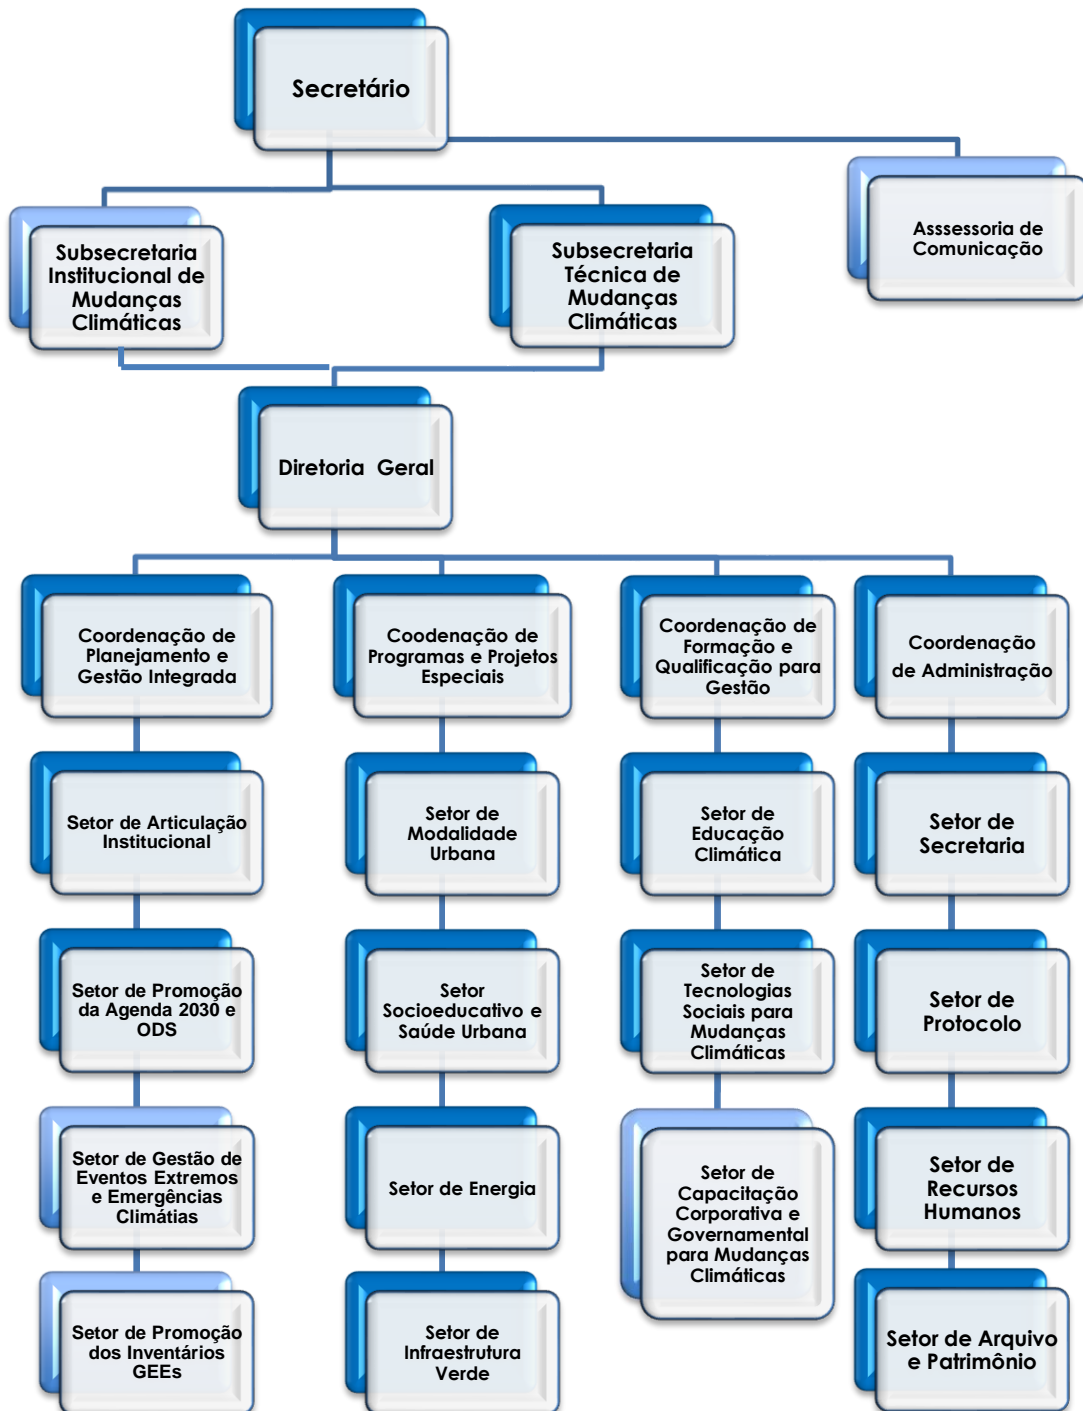 Secretário
Asssessoria de
Comunicação
Subsecretaria
Institucional de
Mudanças
Climáticas
Subsecretaria
Técnica de
Mudanças
Climáticas
Diretoria Geral
Coordenação de
Planejamento e
Gestão Integrada
Coodenação de
Programas e Projetos
Especiais
Coordenação de
Formação e
Qualificação para
Gestão
Coordenação
de Administração
Setor de Articulação
Institucional
Setor de
Modalidade
Urbana
Setor de
Educação
Climática
Setor de
Secretaria
Setor de Promoção
da Agenda 2030 e
ODS
Setor
Socioeducativo e
Saúde Urbana
Setor de
Tecnologias
Sociais para
Mudanças
Climáticas
Setor de
Protocolo
Setor de Gestão de
Eventos Extremos
e Emergências
Climátias
Setor de Energia
Setor de
Capacitação
Corporativa e
Governamental
para Mudanças
Climáticas
Setor de
Recursos
Humanos
Setor de Promoção
dos Inventários
GEEs
Setor de
Infraestrutura
Verde
Setor de Arquivo
e Patrimônio